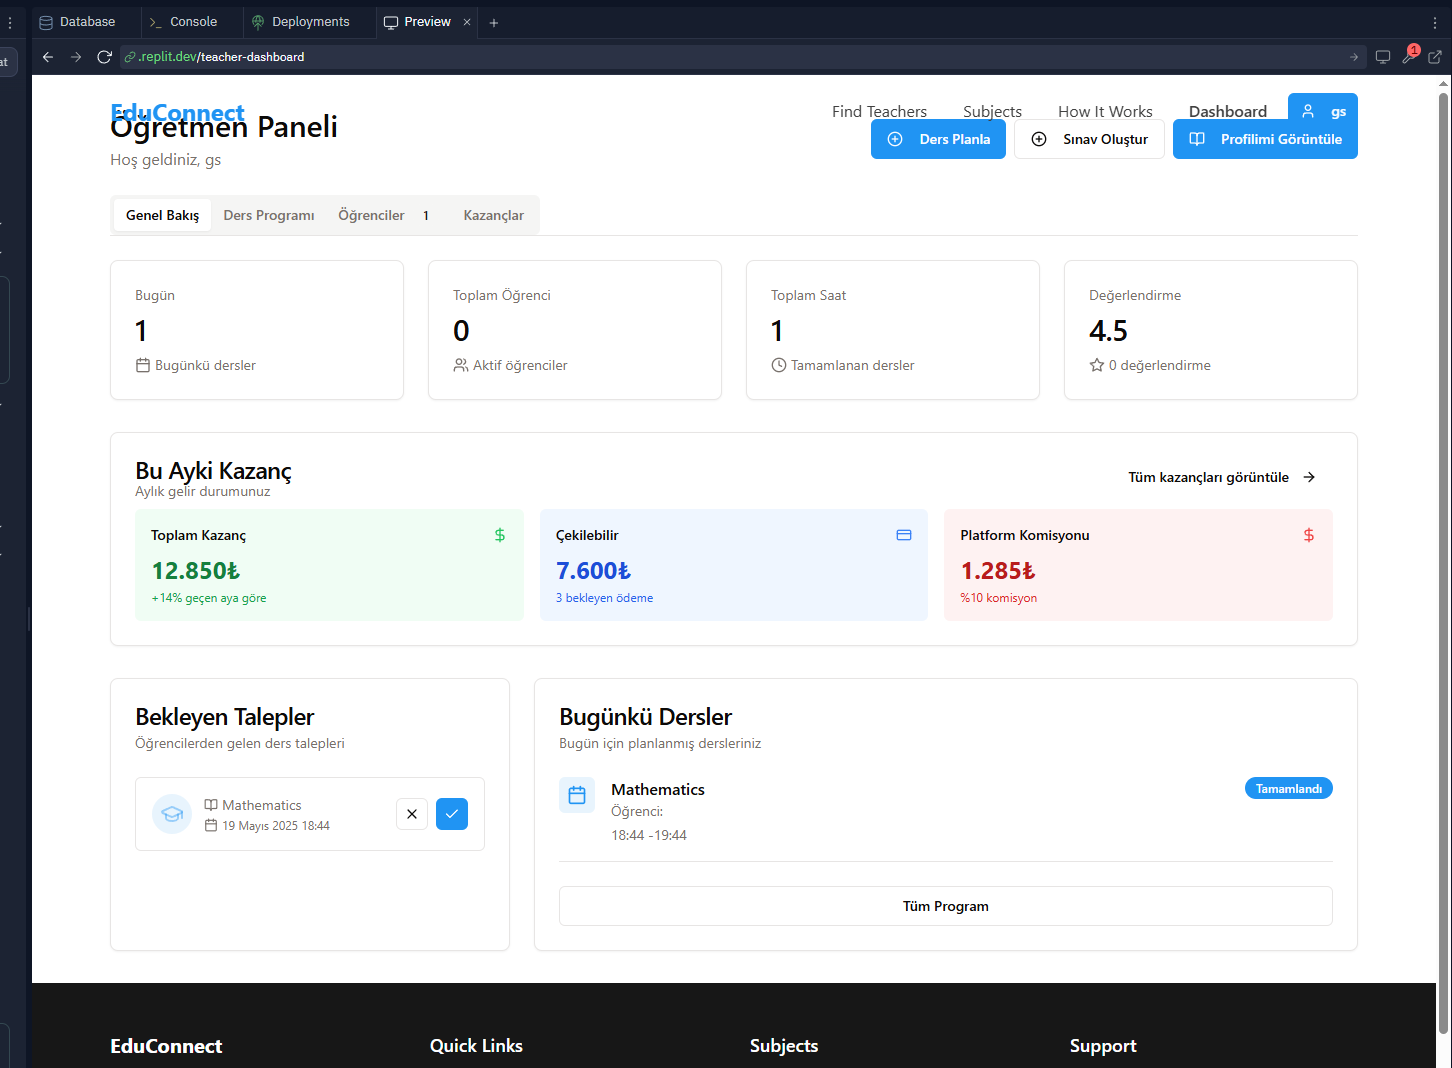 Database
Console
Deployments
Preview
at
.replit.dev/teacher-dashboard
1
EduConnect
Find Teachers
Subjects
How It Works
Dashboard
gs
Öğretmen Paneli
Hoş geldiniz, gs
Ders Planla
Sınav Oluştur
Profilimi Görüntüle
Genel Bakış
Ders Programı
Öğrenciler 1
Kazançlar
Bugün
1
Bugünkü dersler
Toplam Öğrenci
0
Aktif öğrenciler
Toplam Saat
1
Tamamlanan dersler
Değerlendirme
4.5
0 değerlendirme
Bu Ayki Kazanç
Aylık gelir durumunuz
Tüm kazançları görüntüle
Toplam Kazanç
12.850₺
+14% geçen aya göre
Çekilebilir
7.600₺
3 bekleyen ödeme
Platform Komisyonu
1.285₺
%10 komisyon
Bekleyen Talepler
Öğrencilerden gelen ders talepleri
Mathematics
19 Mayıs 2025 18:44
Bugünkü Dersler
Bugün için planlanmış dersleriniz
Mathematics
Öğrenci:
18:44 -19:44
Tamamlandı
Tüm Program
EduConnect
Quick Links
Subjects
Support